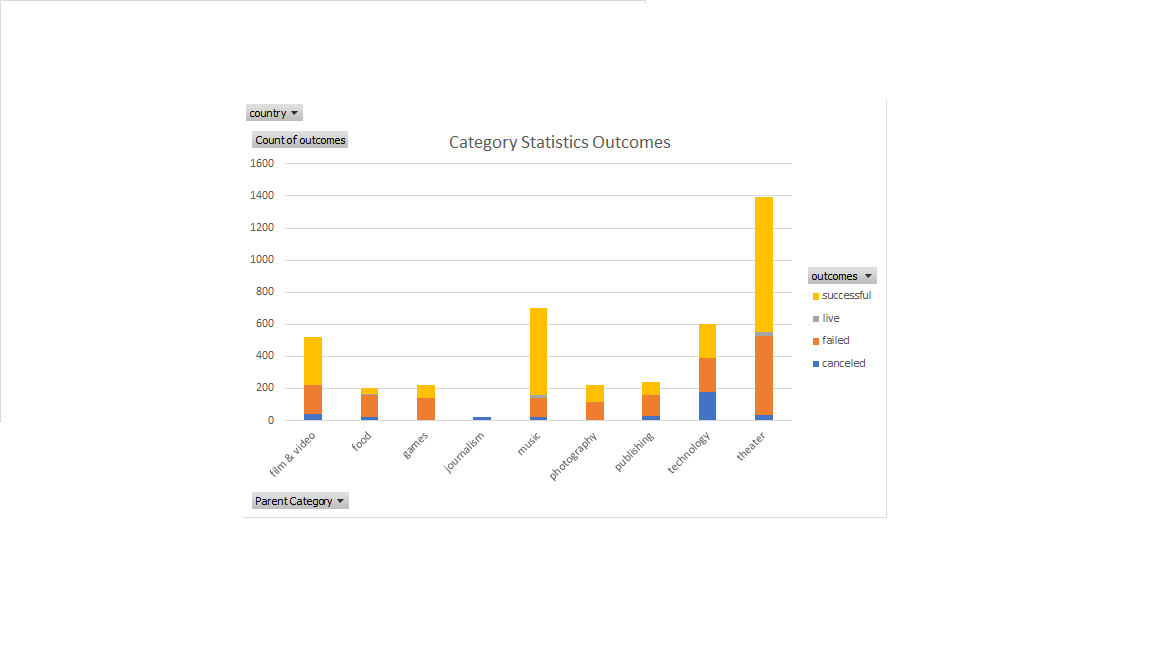 country
Count of outcomes
Category Statistics Outcomes
1600
1400
1200
1000
800
600
400
200
0
film & video
food
games
journalism
music
photography
publishing
technology
theater
outcomes
successful
live
failed
canceled
Parent Category